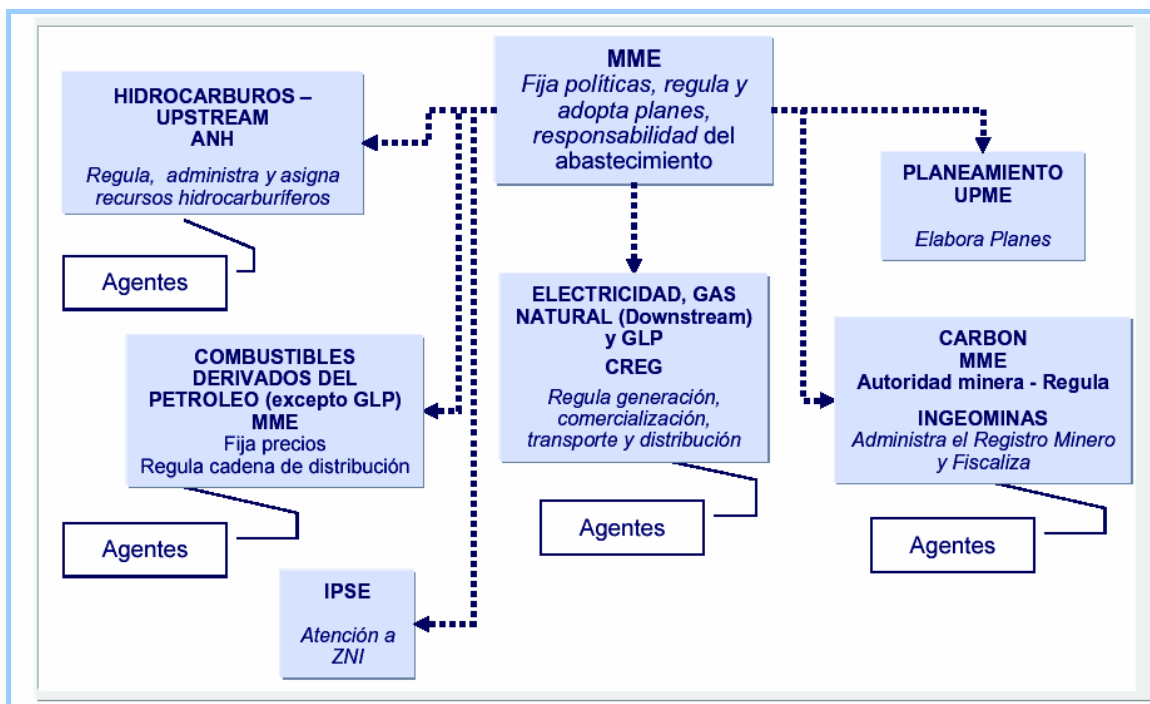 MME
Fija políticas, regula y
adopta planes,
responsabilidad del
abastecimiento
HIDROCARBUROS –
UPSTREAM
ANH
Regula, administra y asigna
recursos hidrocarburíferos
Agentes
PLANEAMIENTO
UPME
Elabora Planes
ELECTRICIDAD, GAS
NATURAL (Downstream)
y GLP
CREG
Regula generación,
comercialización,
transporte y distribución
Agentes
COMBUSTIBLES
DERIVADOS DEL
PETROLEO (excepto GLP)
MME
Fija precios
Regula cadena de distribución
Agentes
CARBON
MME
Autoridad minera - Regula
INGEOMINAS
Administra el Registro Minero
y Fiscaliza
Agentes
IPSE
Atención a
ZNI